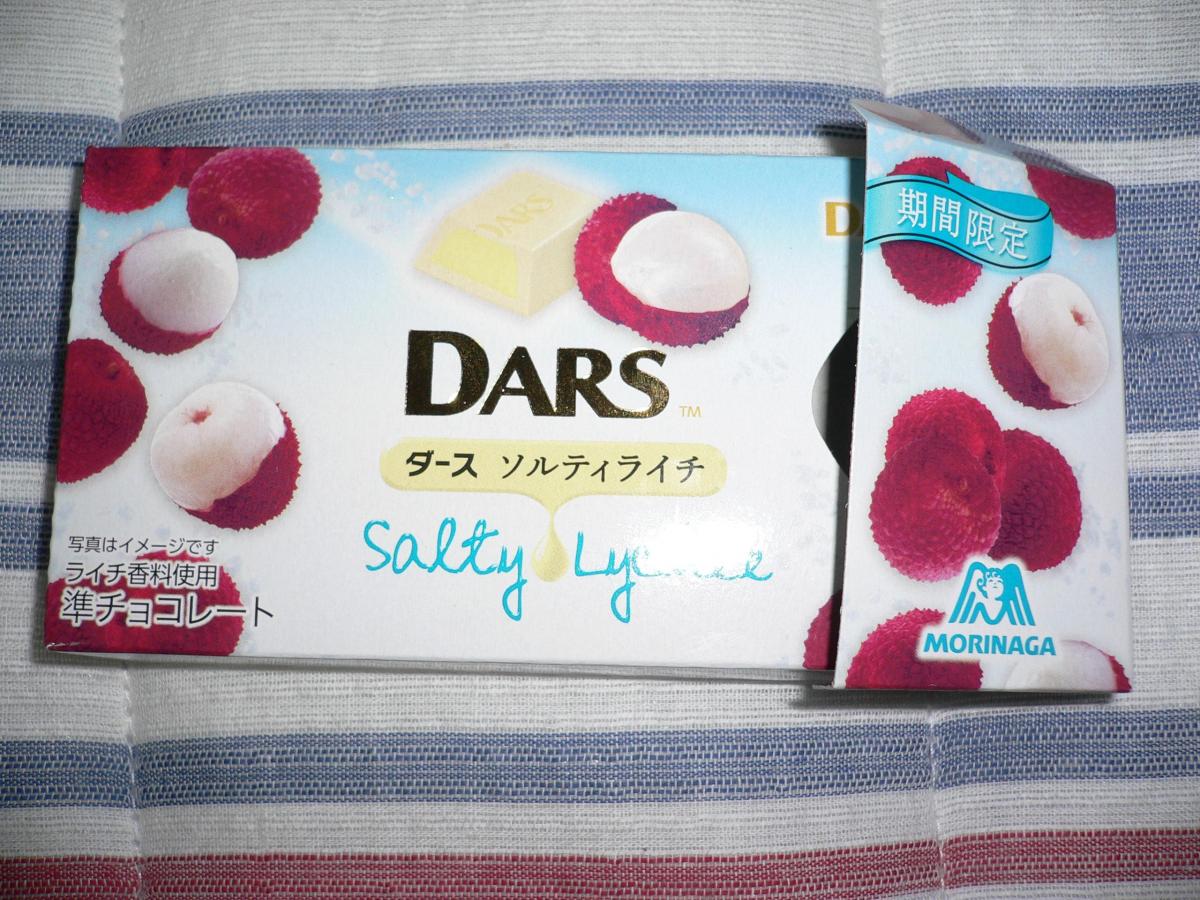 DARS
DARS
TM
ダース ソルティライチ
Salty Lychee
写真はイメージです
ライチ香料使用
準チョコレート
D
期間限定
MORINAGA